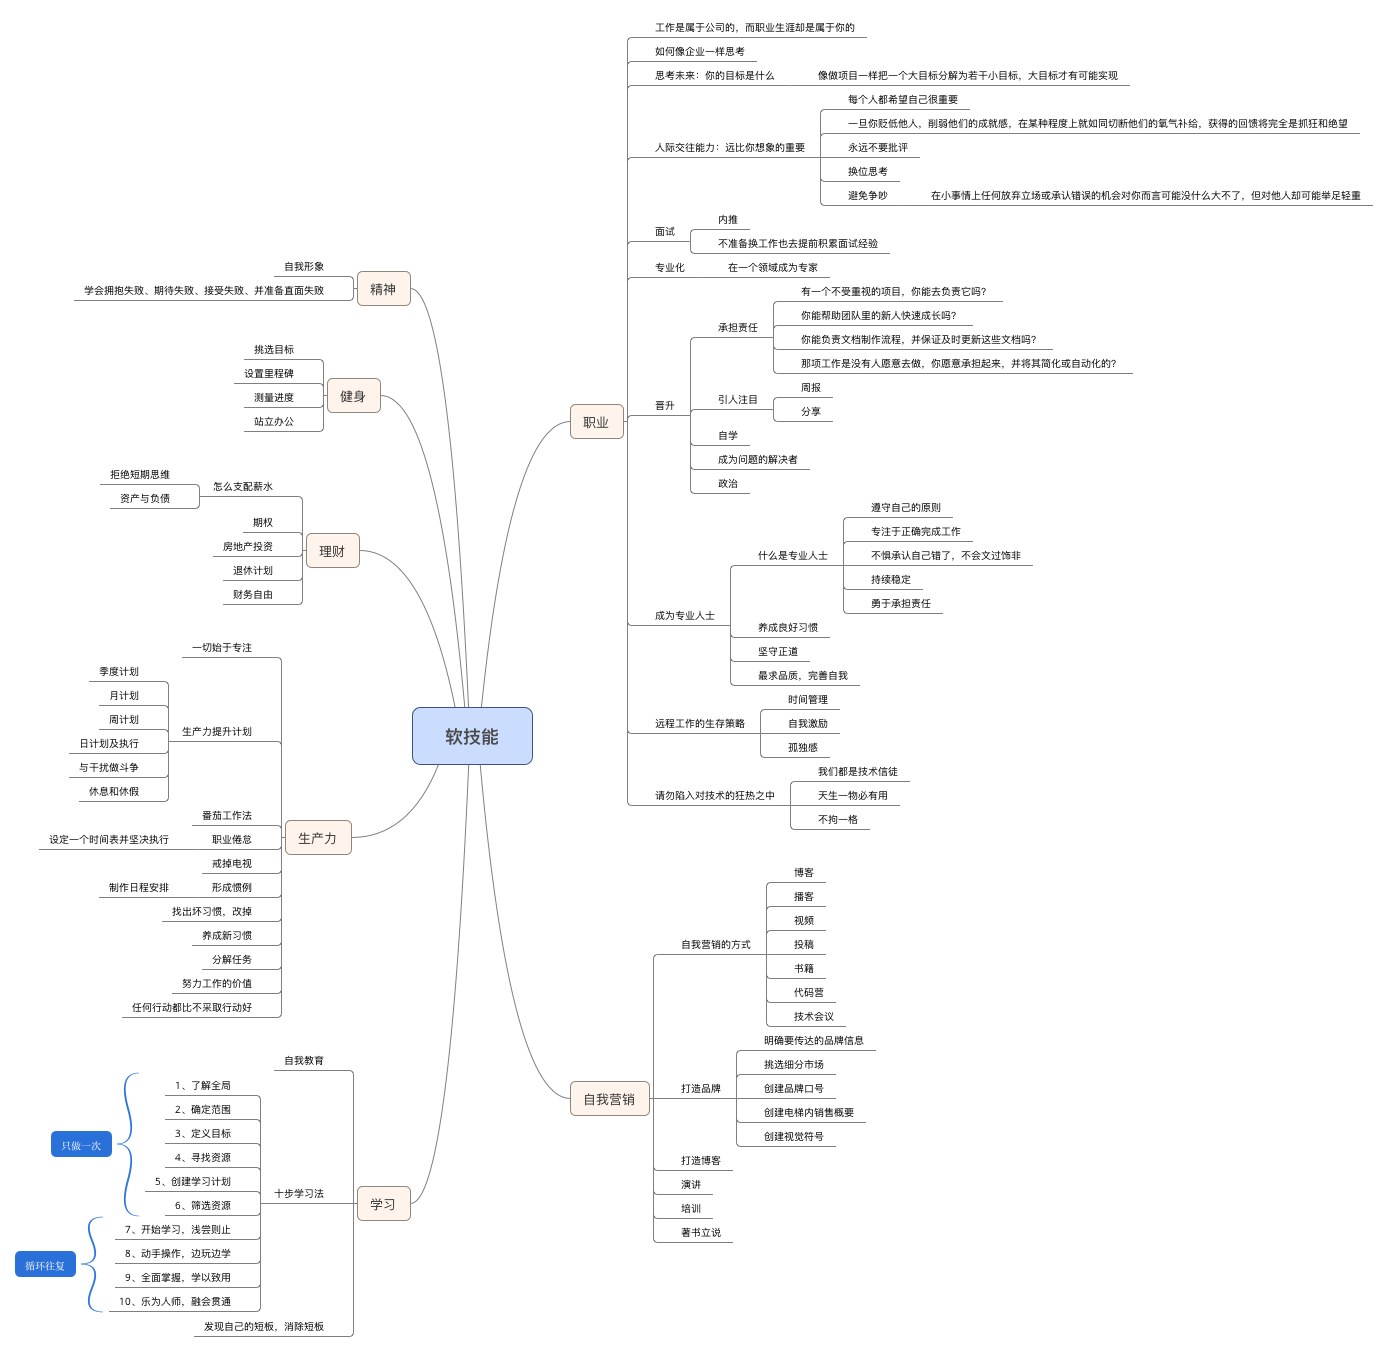 软技能
职业
工作是属于公司的，而职业生涯却是属于你的
如何像企业一样思考
思考未来：你的目标是什么
像做项目一样把一个大目标分解为若干小目标，大目标才有可能实现
人际交往能力：远比你想象的重要
每个人都希望自己很重要
一旦你贬低他人，削弱他们的成就感，在某种程度上就如同切断他们的氧气补给，获得的回馈将完全是抓狂和绝望
永远不要批评
换位思考
避免争吵
在小事情上任何放弃立场或承认错误的机会对你而言可能没什么大不了，但对他人却可能举足轻重
面试
内推
不准备换工作也去提前积累面试经验
专业化
在一个领域成为专家
晋升
承担责任
有一个不受重视的项目，你能去负责它吗？
你能帮助团队里的新人快速成长吗？
你能负责文档制作流程，并保证及时更新这些文档吗？
那项工作是没有人愿意去做，你愿意承担起来，并将其简化或自动化的？
引人注目
周报
分享
自学
成为问题的解决者
政治
成为专业人士
什么是专业人士
遵守自己的原则
专注于正确完成工作
不惧承认自己错了，不会文过饰非
持续稳定
勇于承担责任
养成良好习惯
坚守正道
最求品质，完善自我
远程工作的生存策略
时间管理
自我激励
孤独感
请勿陷入对技术的狂热之中
我们都是技术信徒
天生一物必有用
不拘一格
自我营销
自我营销的方式
博客
播客
视频
投稿
书籍
代码营
技术会议
打造品牌
明确要传达的品牌信息
挑选细分市场
创建品牌口号
创建电梯内销售概要
创建视觉符号
打造博客
演讲
培训
著书立说
精神
自我形象
学会拥抱失败、期待失败、接受失败、并准备直面失败
健身
挑选目标
设置里程碑
测量进度
站立办公
理财
怎么支配薪水
拒绝短期思维
资产与负债
期权
房地产投资
退休计划
财务自由
生产力
一切始于专注
生产力提升计划
季度计划
月计划
周计划
日计划及执行
与干扰做斗争
休息和休假
番茄工作法
职业倦怠
设定一个时间表并坚决执行
戒掉电视
形成惯例
制作日程安排
找出坏习惯，改掉
养成新习惯
分解任务
努力工作的价值
任何行动都比不采取行动好
学习
自我教育
十步学习法
1、了解全局
2、确定范围
3、定义目标
4、寻找资源
5、创建学习计划
6、筛选资源
只做一次
7、开始学习，浅尝则止
8、动手操作，边玩边学
9、全面掌握，学以致用
10、乐为人师，融会贯通
循环往复
发现自己的短板，消除短板